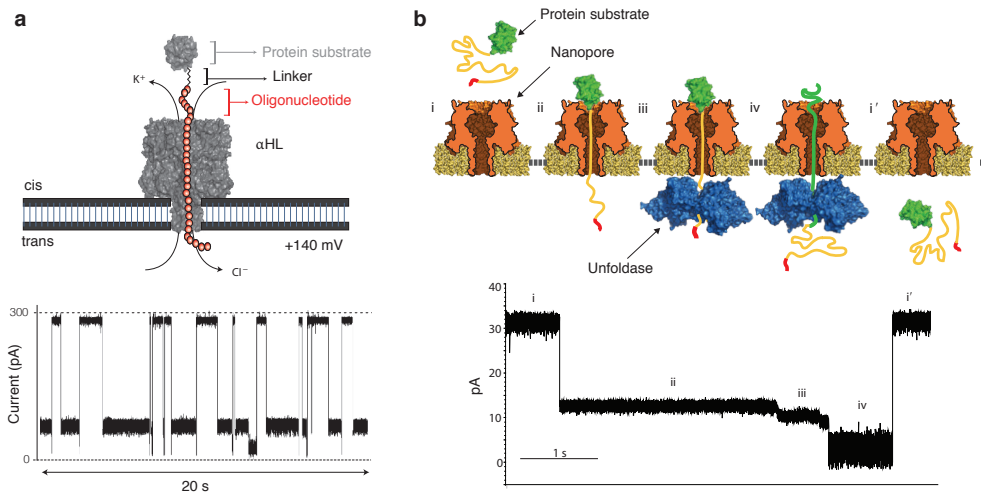 a
Protein substrate
K+
Linker
Oligonucleotide
αHL
cis
trans
+140 mV
Cl−
300
Current (pA)
0
20 s
b
Protein substrate
Nanopore
i
ii
iii
iv
i′
Unfoldase
40
30
20
10
0
pA
i
ii
iii
iv
i′
1 s